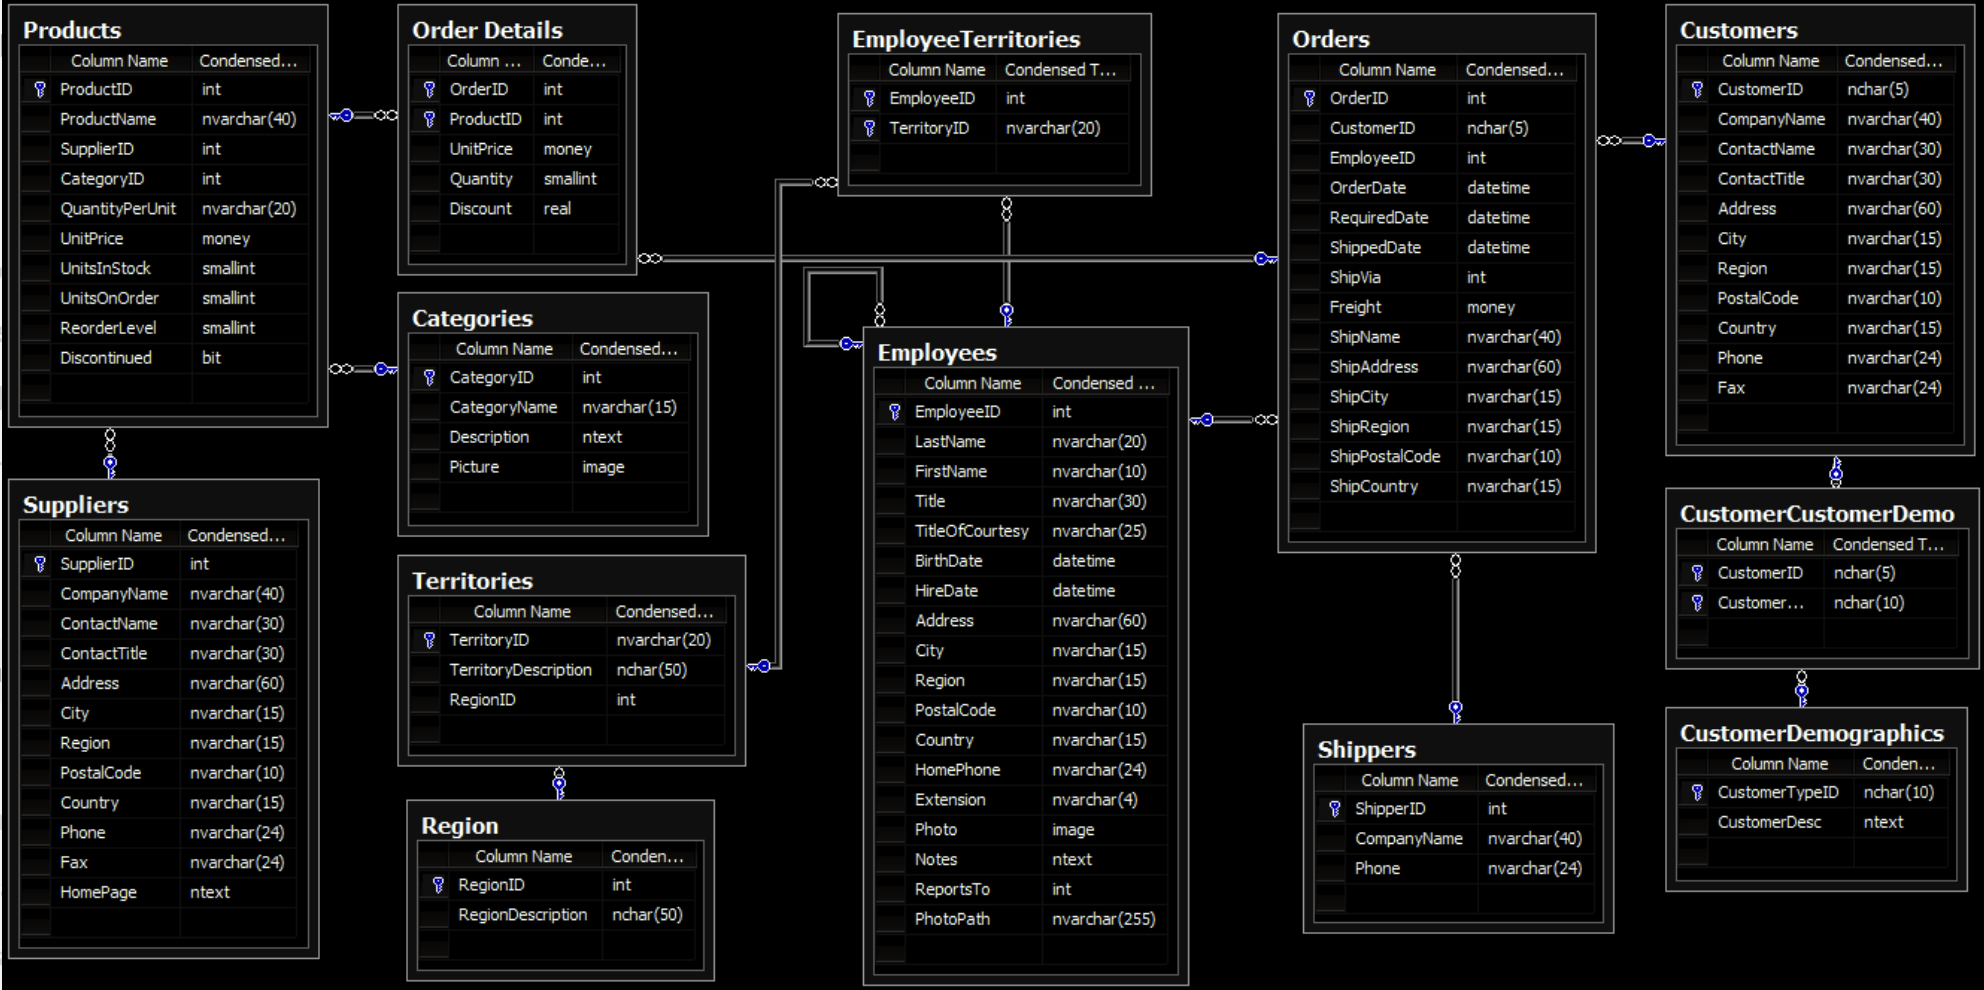 Products
Column Name Condensed...
ProductID int
ProductName nvarchar(40)
SupplierID int
CategoryID int
QuantityPerUnit nvarchar(20)
UnitPrice money
UnitsInStock smallint
UnitsOnOrder smallint
ReorderLevel smallint
Discontinued bit
Order Details
Column ... Conde...
OrderID int
ProductID int
UnitPrice money
Quantity smallint
Discount real
EmployeeTerritories
Column Name Condensed T...
EmployeeID int
TerritoryID nvarchar(20)
Orders
Column Name Condensed...
OrderID int
CustomerID nchar(5)
EmployeeID int
OrderDate datetime
RequiredDate datetime
ShippedDate datetime
ShipVia int
Freight money
ShipName nvarchar(40)
ShipAddress nvarchar(60)
ShipCity nvarchar(15)
ShipRegion nvarchar(15)
ShipPostalCode nvarchar(10)
ShipCountry nvarchar(15)
Customers
Column Name Condensed...
CustomerID nchar(5)
CompanyName nvarchar(40)
ContactName nvarchar(30)
ContactTitle nvarchar(30)
Address nvarchar(60)
City nvarchar(15)
Region nvarchar(15)
PostalCode nvarchar(10)
Country nvarchar(15)
Phone nvarchar(24)
Fax nvarchar(24)
Categories
Column Name Condensed...
CategoryID int
CategoryName nvarchar(15)
Description ntext
Picture image
Employees
Column Name Condensed ...
EmployeeID int
LastName nvarchar(20)
FirstName nvarchar(10)
Title nvarchar(30)
TitleOfCourtesy nvarchar(25)
BirthDate datetime
HireDate datetime
Address nvarchar(60)
City nvarchar(15)
Region nvarchar(15)
PostalCode nvarchar(10)
Country nvarchar(15)
HomePhone nvarchar(24)
Extension nvarchar(4)
Photo image
Notes ntext
ReportsTo int
PhotoPath nvarchar(255)
Suppliers
Column Name Condensed...
SupplierID int
CompanyName nvarchar(40)
ContactName nvarchar(30)
ContactTitle nvarchar(30)
Address nvarchar(60)
City nvarchar(15)
Region nvarchar(15)
PostalCode nvarchar(10)
Country nvarchar(15)
Phone nvarchar(24)
Fax nvarchar(24)
HomePage ntext
Territories
Column Name Condensed...
TerritoryID nvarchar(20)
TerritoryDescription nchar(50)
RegionID int
Region
Column Name Conden...
RegionID int
RegionDescription nchar(50)
CustomerCustomerDemo
Column Name Condensed T...
CustomerID nchar(5)
Customer... nchar(10)
Shippers
Column Name Condensed...
ShipperID int
CompanyName nvarchar(40)
Phone nvarchar(24)
CustomerDemographics
Column Name Conden...
CustomerTypeID nchar(10)
CustomerDesc ntext